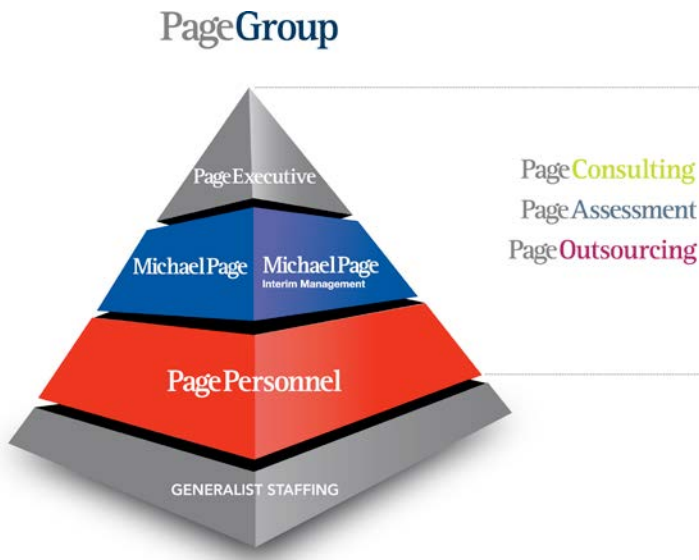 PageGroup
PageExecutive
PageConsulting
PageAssessment
PageOutsourcing
MichaelPage
MichaelPage
Interim Management
PagePersonnel
GENERALIST STAFFING